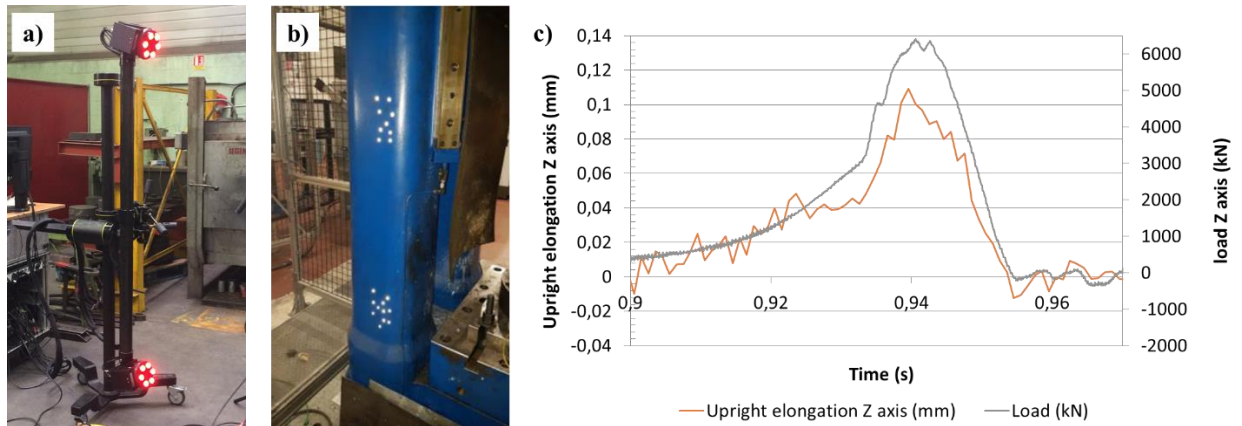 a)
b)
c)
Upright elongation Z axis (mm)
0,14
0,12
0,1
0,08
0,06
0,04
0,02
0
-0,02
-0,04
0,9
0,92
0,94
0,96
6000
5000
4000
3000
2000
1000
0
-1000
-2000
load Z axis (kN)
Time (s)
Upright elongation Z axis (mm)
Load (kN)